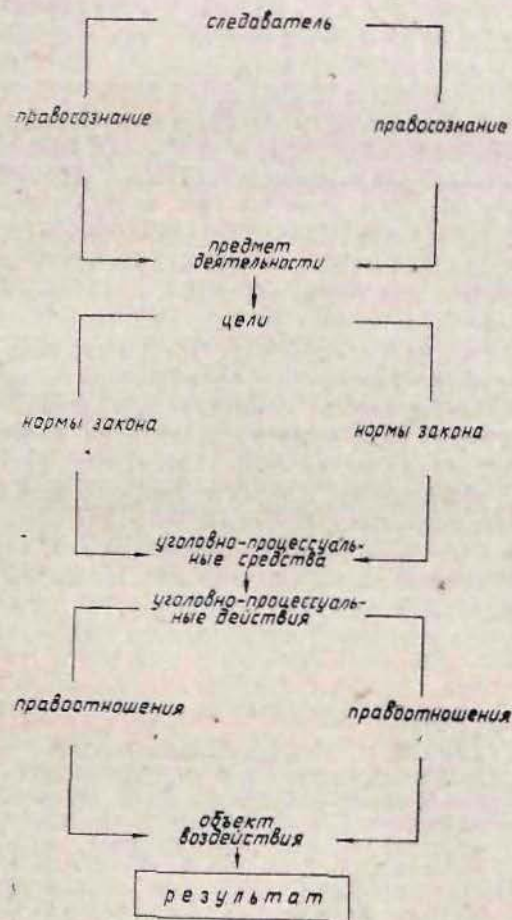 следователь
правосознание
правосознание
предмет
деятельности
цели
нормы закона
нормы закона
уголовно-процессуаль-
ные средства
уголовно-процессуаль-
ные действия
правоотношения
правоотношения
объект
воздействия
результат